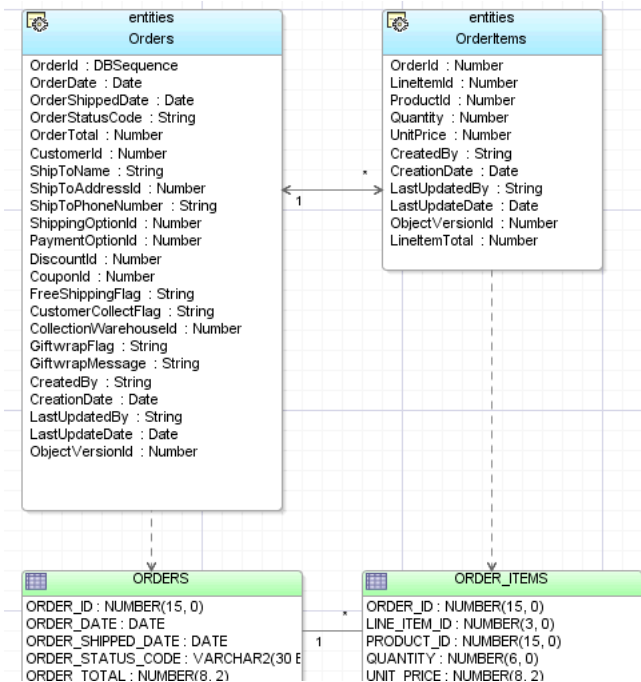 entities
Orders
OrderId : DBSequence
OrderDate : Date
OrderShippedDate : Date
OrderStatusCode : String
OrderTotal : Number
CustomerId : Number
ShipToName : String
ShipToAddressId : Number
ShipToPhoneNumber : String
ShippingOptionId : Number
PaymentOptionId : Number
DiscountId : Number
CouponId : Number
FreeShippingFlag : String
CustomerCollectFlag : String
CollectionWarehouseId : Number
GiftwrapFlag : String
GiftwrapMessage : String
CreatedBy : String
CreationDate : Date
LastUpdatedBy : String
LastUpdateDate : Date
ObjectVersionId : Number
1
*
entities
OrderItems
OrderId : Number
LineItemId : Number
ProductId : Number
Quantity : Number
UnitPrice : Number
CreatedBy : String
CreationDate : Date
LastUpdatedBy : String
LastUpdateDate : Date
ObjectVersionId : Number
LineItemTotal : Number
ORDERS
ORDER_ID : NUMBER(15, 0)
ORDER_DATE : DATE
ORDER_SHIPPED_DATE : DATE
ORDER_STATUS_CODE : VARCHAR2(30 
ORDER_TOTAL : NUMBER(8, 2)
1
*
ORDER_ITEMS
ORDER_ID : NUMBER(15, 0)
LINE_ITEM_ID : NUMBER(3, 0)
PRODUCT_ID : NUMBER(15, 0)
QUANTITY : NUMBER(6, 0)
UNIT_PRICE : NUMBER(8, 2)